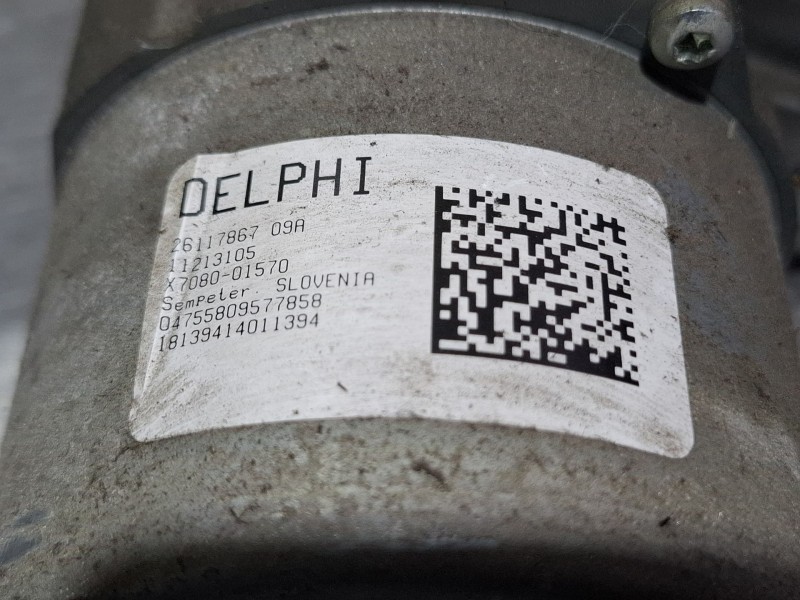 DELPHI
26117867 09A
11213105
X7080-01570
Sempeter SLOVENIA
04755809577858
18139414011394